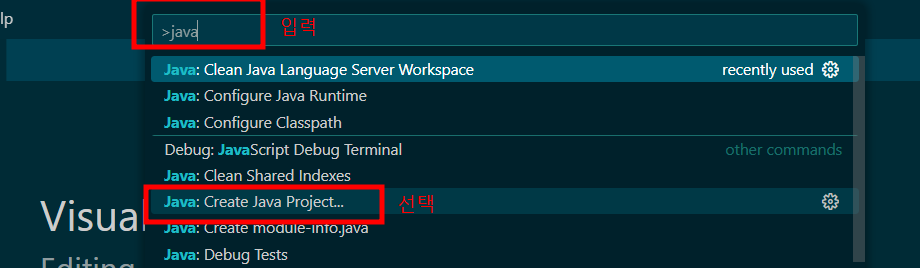 lp
>java
입력
Java: Clean Java Language Server Workspace recently used
Java: Configure Java Runtime
Java: Configure Classpath
Debug: JavaScript Debug Terminal other commands
Java: Clean Shared Indexes
Java: Create Java Project...
선택
Java: Create module-info.java
Java: Debug Tests
Visual
Editing